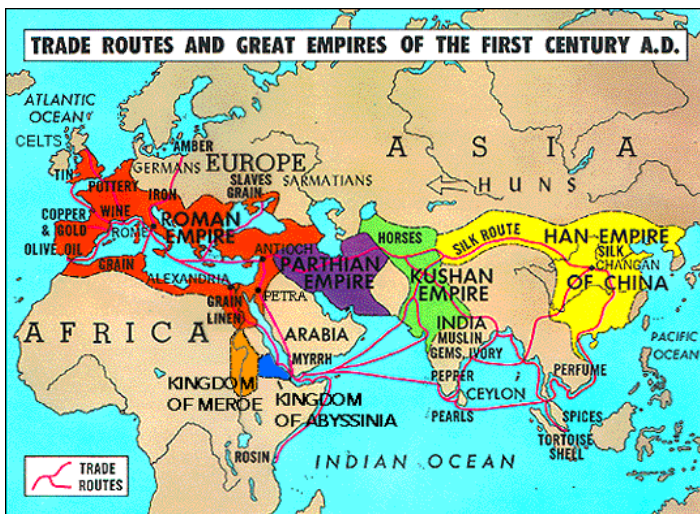 TRADE ROUTES AND GREAT EMPIRES OF THE FIRST CENTURY A.D.
ATLANTIC
OCEAN
CELTS
AMBER
GERMANS
EUROPE
ASIA
TIN
POTTERY
IRON
SLAVES
GRAIN
SARMATIANS
HUNS
WINE
COPPER
& GOLD
ROME
ROMAN
EMPIRE
OLIVE OIL
GRAIN
ANTIOCH
HORSES
SILK ROUTE
HAN EMPIRE
OF CHINA
SILK
CHANGAN
PARTHIAN
EMPIRE
KUSHAN
EMPIRE
ALEXANDRIA
PETRA
GRAIN
LINEN
AFRICA
ARABIA
INDIA
MUSLIN
GEMS, IVORY
PACIFIC
OCEAN
MYRRH
KINGDOM
OF MEROE
KINGDOM
OF ABYSSINIA
PEPPER
CEYLON
PERFUME
PEARLS
SPICES
TORTOISE
SHELL
ROSIN
INDIAN OCEAN
TRADE
ROUTES